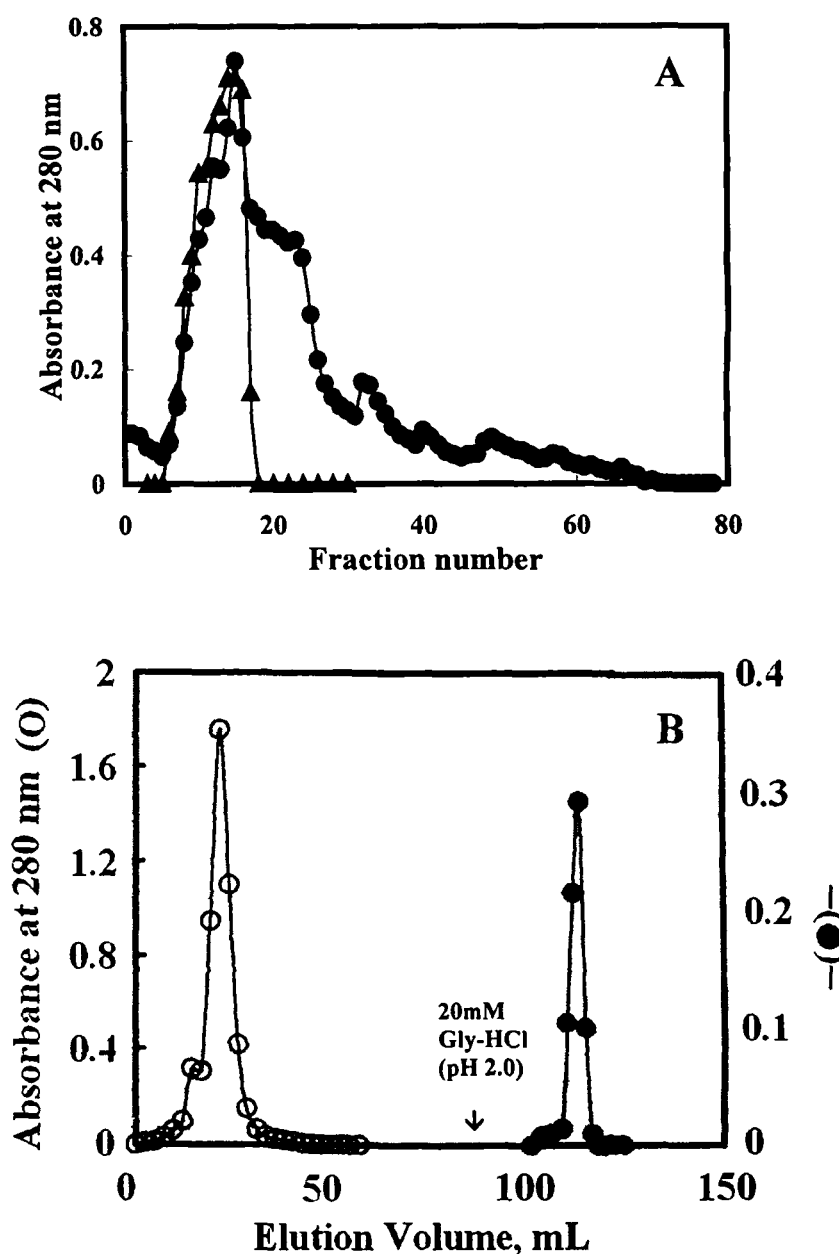 A
Absorbance at 280 nm
0.8
0.6
0.4
0.2
0
0 20 40 60 80
Fraction number
B
Absorbance at 280 nm (O)
2
1.6
1.2
0.8
0.4
0
0.4
0.3
0.2
0.1
0
–(●)–
20mM
Gly-HCl
(pH 2.0)
0 50 100 150
Elution Volume, mL